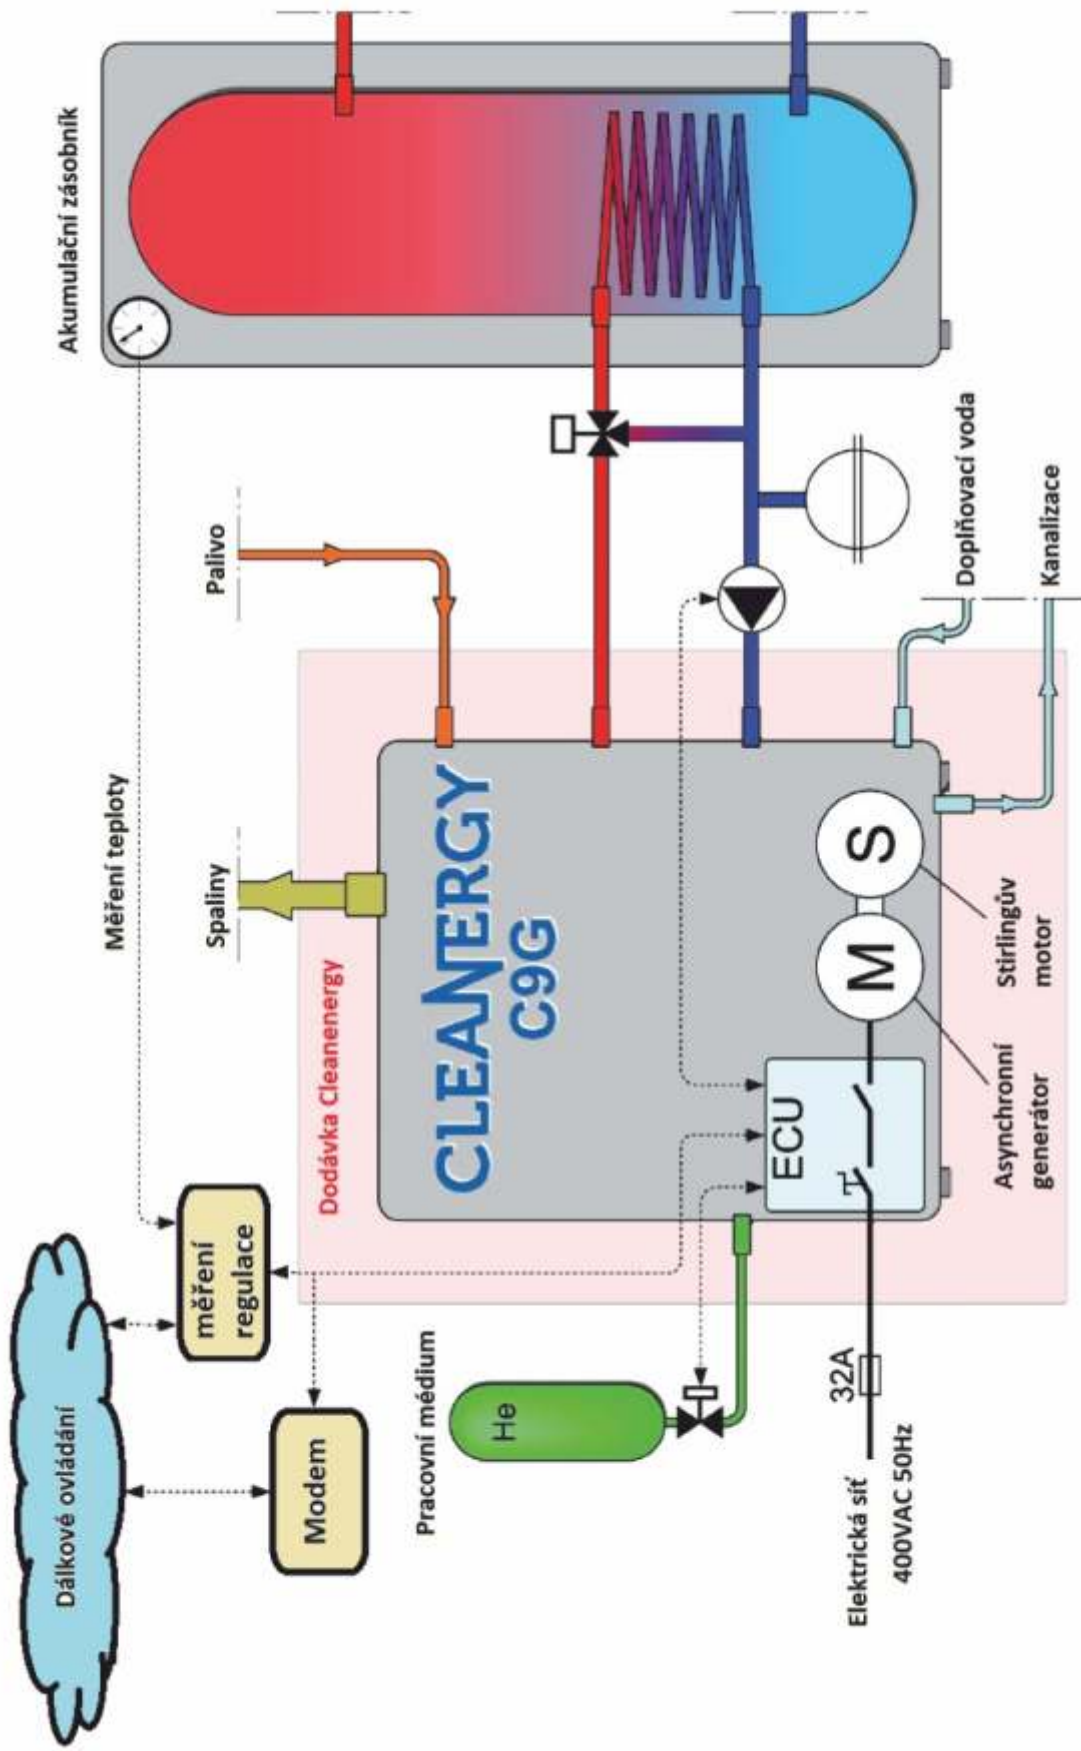 Dálkové ovládání
Modem
měření
regulace
Měření teploty
Akumulační zásobník
Spaliny
Palivo
Dodávka Cleanenergy
CLEANERGY
C9G
Pracovní médium
He
ECU
M
S
32A
Elektrická síť
400VAC 50Hz
Asynchronní
generátor
Stirlingův
motor
Doplňovací voda
Kanalizace